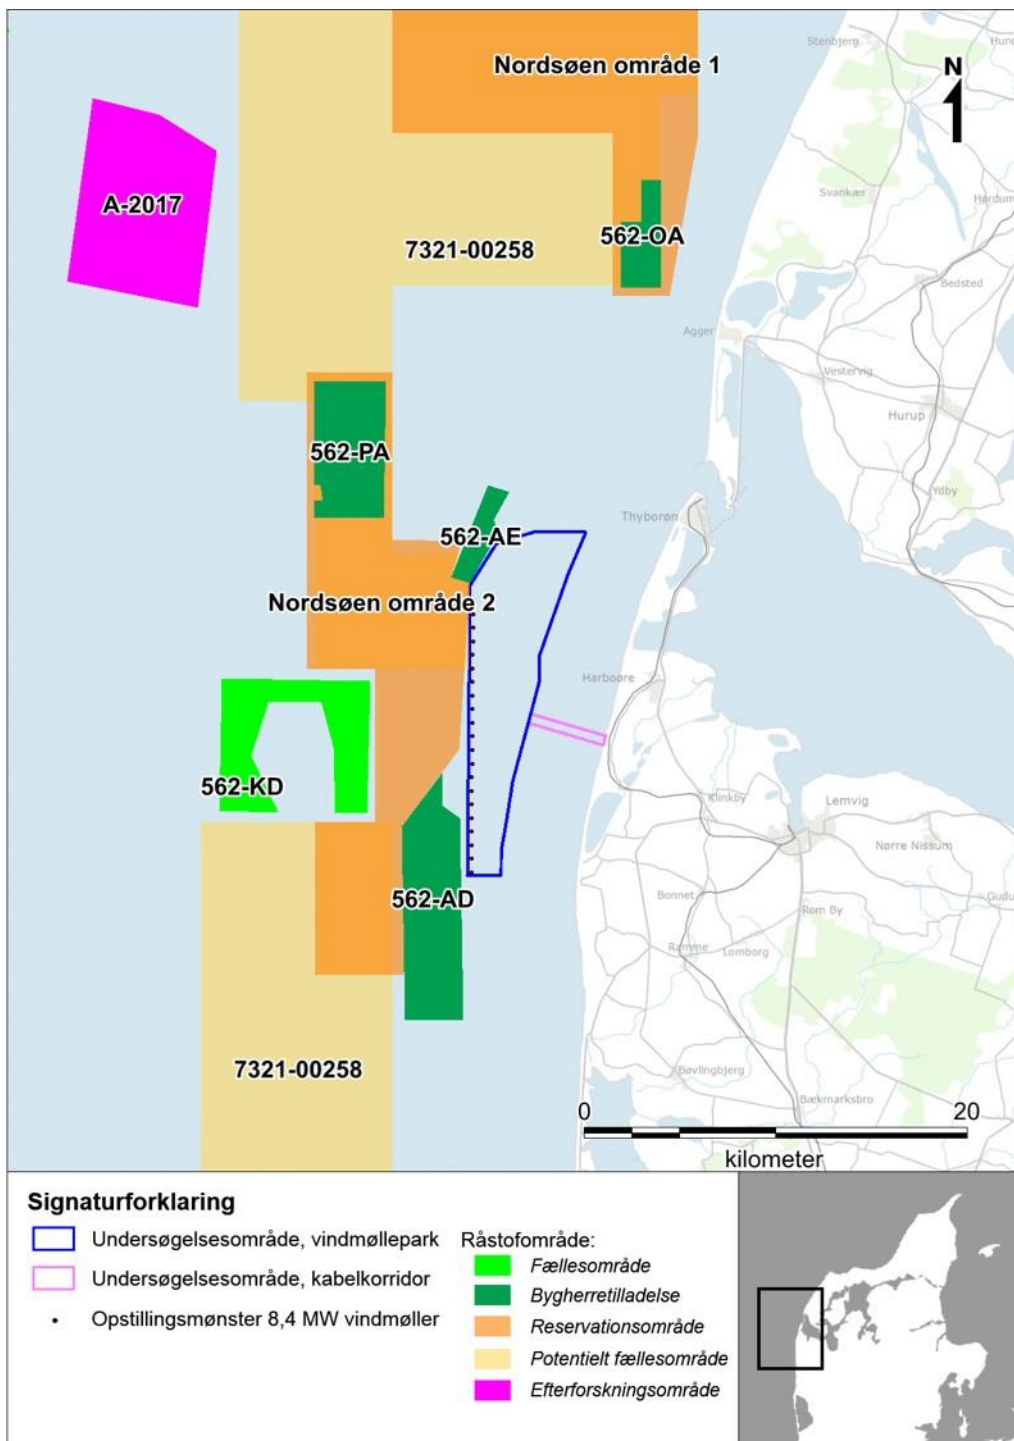 Stenbjerg
Hund
Nordsøen område 1
N
A-2017
Svankær
Hørdum
562-OA
7321-00258
Bedsted
Agger
Vestervig
Hurup
562-PA
Ydby
Thyborøn
562-AE
Nordsøen område 2
Harboøre
562-KD
Klinkby
Lemvig
Nørre Nissum
562-AD
Bonnet
Rom By
Gudu
Ramme
Lomborg
7321-00258
Bøvlingbjerg
Bækmarksbro
0 20
kilometer
Signaturforklaring
Undersøgelsesområde, vindmøllepark
Undersøgelsesområde, kabelkorridor
Opstillingsmønster 8,4 MW vindmøller
Råstofområde:
Fællesområde
Bygherretilladelse
Reservationsområde
Potentielt fællesområde
Efterforskningsområde